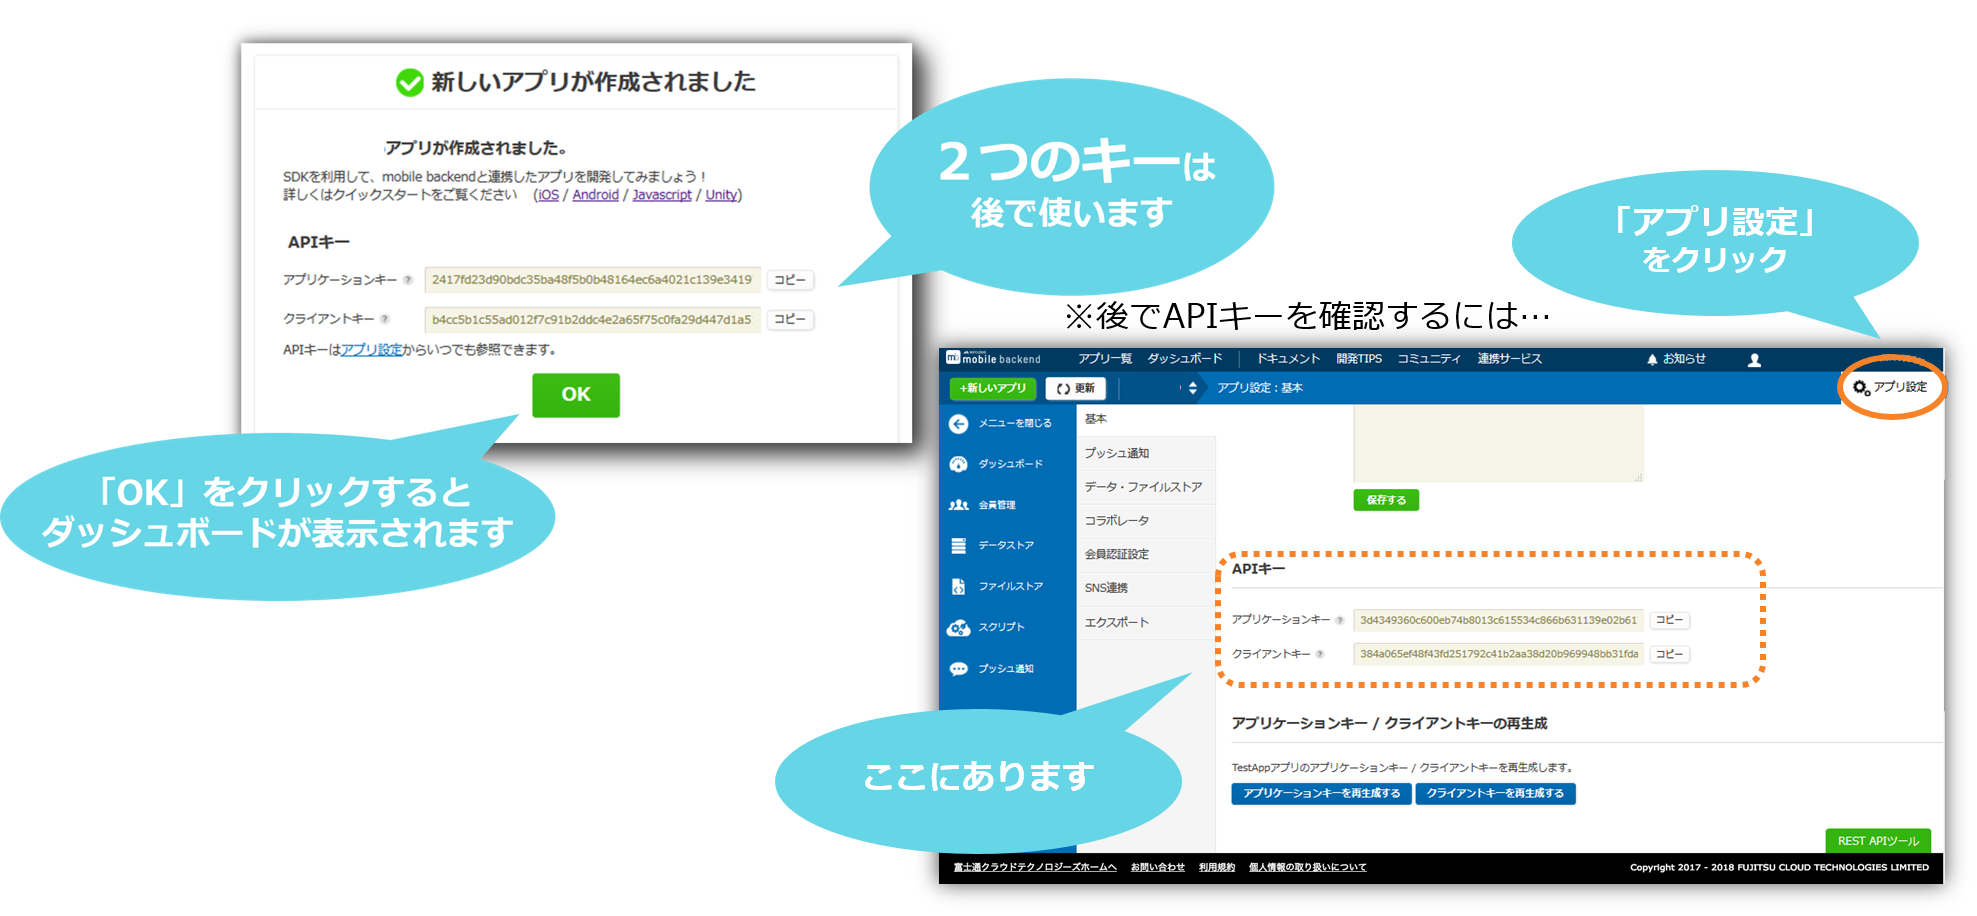 新しいアプリが作成されました
アプリが作成されました。
SDKを利用して、mobile backendと連携したアプリを開発してみましょう！
詳しくはクイックスタートをご覧ください (iOS / Android / Javascript / Unity)
APIキー
アプリケーションキー ? 2417fd23d90bdc35ba48f5b0b48164ec6a4021c139e3419 コピー
クライアントキー ? b4cc5b1c55ad012f7c91b2ddc4e2a65f75c0fa29d447d1a5 コピー
APIキーはアプリ設定からいつでも参照できます。
OK
２つのキーは
後で使います
「OK」をクリックすると
ダッシュボードが表示されます
「アプリ設定」
をクリック
※後でAPIキーを確認するには…
mobile backend アプリ一覧 ダッシュボード ドキュメント 開発TIPS コミュニティ 連携サービス お知らせ
+新しいアプリ 更新 アプリ設定：基本 アプリ設定
メニューを閉じる
ダッシュボード
会員管理
データストア
ファイルストア
スクリプト
プッシュ通知
基本
プッシュ通知
データ・ファイルストア
コラボレータ
会員認証設定
SNS連携
エクスポート
保存する
APIキー
アプリケーションキー ? 3d4349360c600eb74b8013c615534c866b631139e02b61 コピー
クライアントキー ? 384a065ef48f43fd251792c41b2aa38d20b969948bb31fda コピー
アプリケーションキー / クライアントキーの再生成
TestAppアプリのアプリケーションキー / クライアントキーを再生成します。
アプリケーションキーを再生成する クライアントキーを再生成する
ここにあります
REST APIツール
富士通クラウドテクノロジーズホームへ お問い合わせ 利用規約 個人情報の取り扱いについて Copyright 2017 - 2018 FUJITSU CLOUD TECHNOLOGIES LIMITED